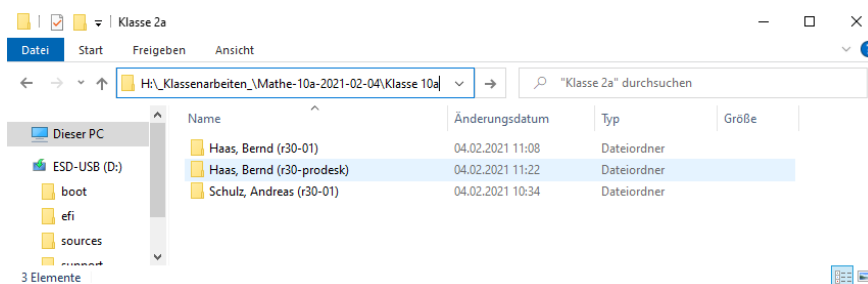 Klasse 2a
Datei Start Freigeben Ansicht
H:\_Klassenarbeiten_\Mathe-10a-2021-02-04\Klasse 10a
"Klasse 2a" durchsuchen
Dieser PC
ESD-USB (D:)
boot
efi
sources
support
Name Änderungsdatum Typ Größe
Haas, Bernd (r30-01) 04.02.2021 11:08 Dateiordner
Haas, Bernd (r30-prodesk) 04.02.2021 11:22 Dateiordner
Schulz, Andreas (r30-01) 04.02.2021 10:34 Dateiordner
3 Elemente